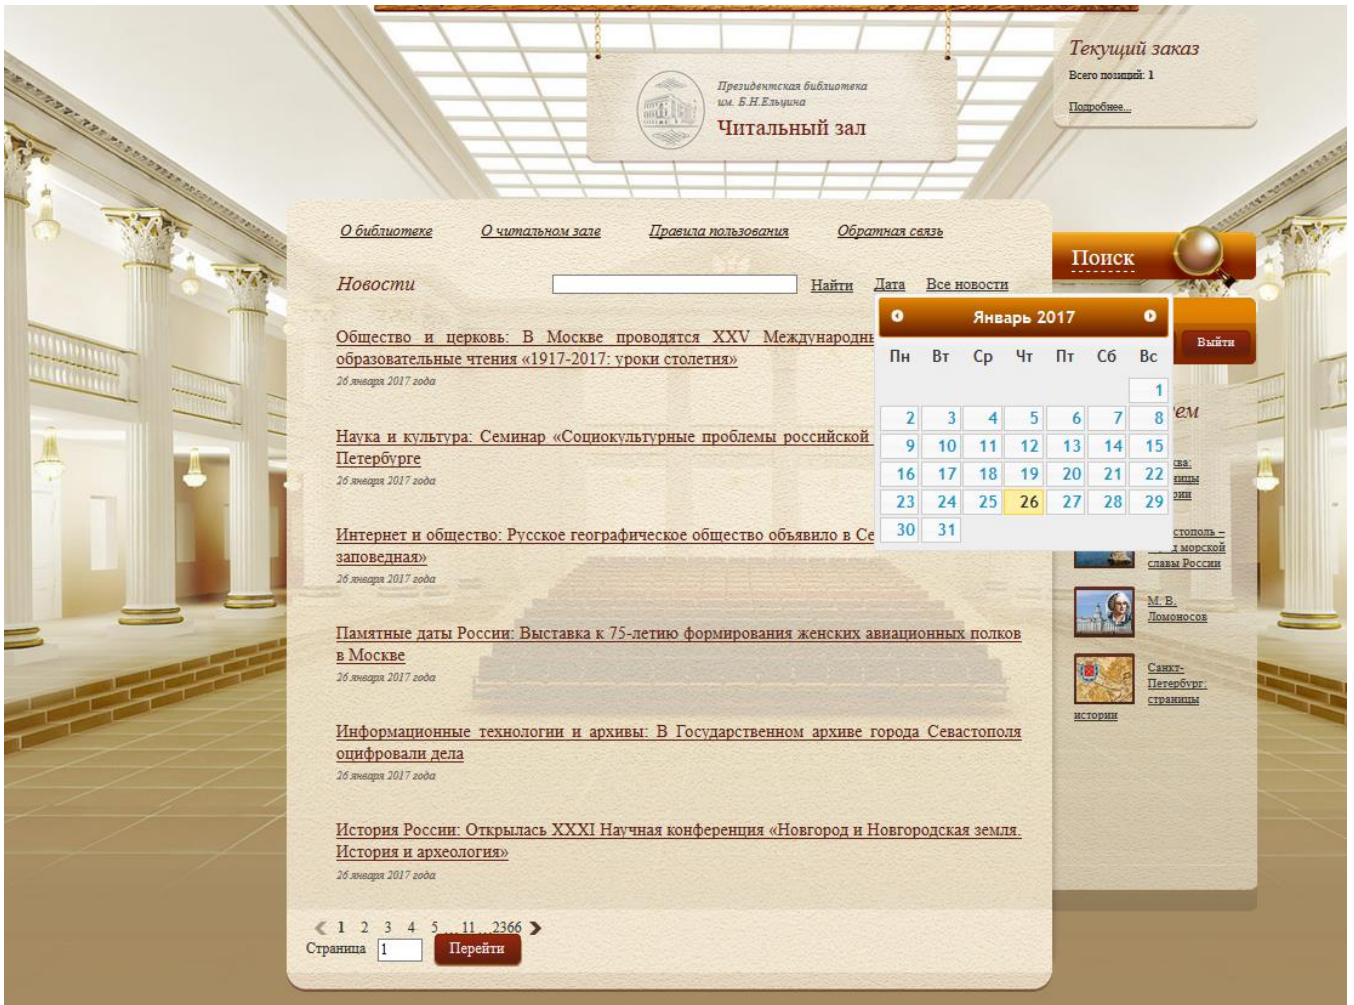 Текущий заказ
Всего позиций: 1
Подробнее...
Президентская библиотека
им. Б.Н.Ельцина
Читальный зал
О библиотеке О читальном зале Правила пользования Обратная связь
Поиск
Новости Найти Дата Все новости
Январь 2017
Пн Вт Ср Чт Пт Сб Вс
1
2 3 4 5 6 7 8
9 10 11 12 13 14 15
16 17 18 19 20 21 22
23 24 25 26 27 28 29
30 31
Выйти
Общество и церковь: В Москве проводятся XXV
образовательные чтения «1917-2017: уроки столетия»
26 января 2017 года
Наука и культура: Семинар «Социокультурные проблемы российской
Петербурге
26 января 2017 года
Интернет и общество: Русское географическое общество объявило в
заповедная»
26 января 2017 года
Памятные даты России: Выставка к 75-летию формирования женских авиационных полков
в Москве
26 января 2017 года
Информационные технологии и архивы: В Государственном архиве города Севастополя
оцифровали дела
26 января 2017 года
История России: Открылась XXXI Научная конференция «Новгород и Новгородская земля.
История и археология»
26 января 2017 года
морской
славы России
М. В.
Ломоносов
Санкт-
Петербург:
страницы
истории
1 2 3 4 5 ... 11 ... 2366
Страница 1 Перейти